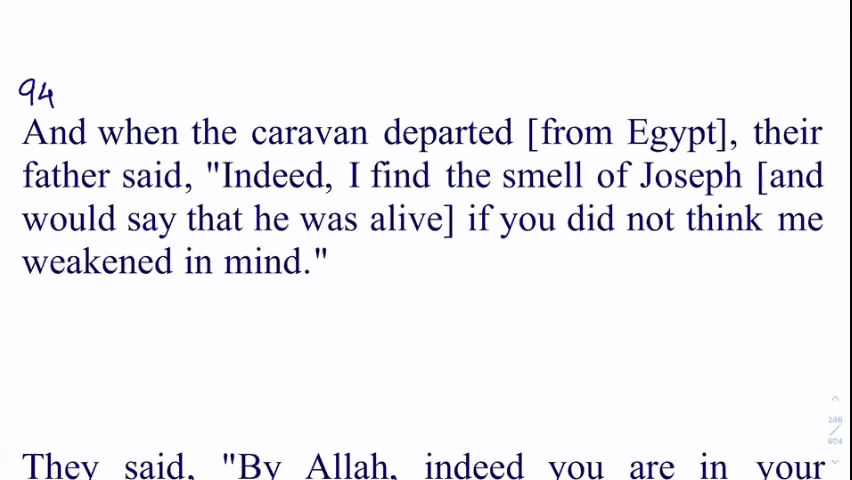 94
And when the caravan departed [from Egypt], their
father said, "Indeed, I find the smell of Joseph [and
would say that he was alive] if you did not think me
weakened in mind."
They said, "By Allah, indeed you are in your
246
604